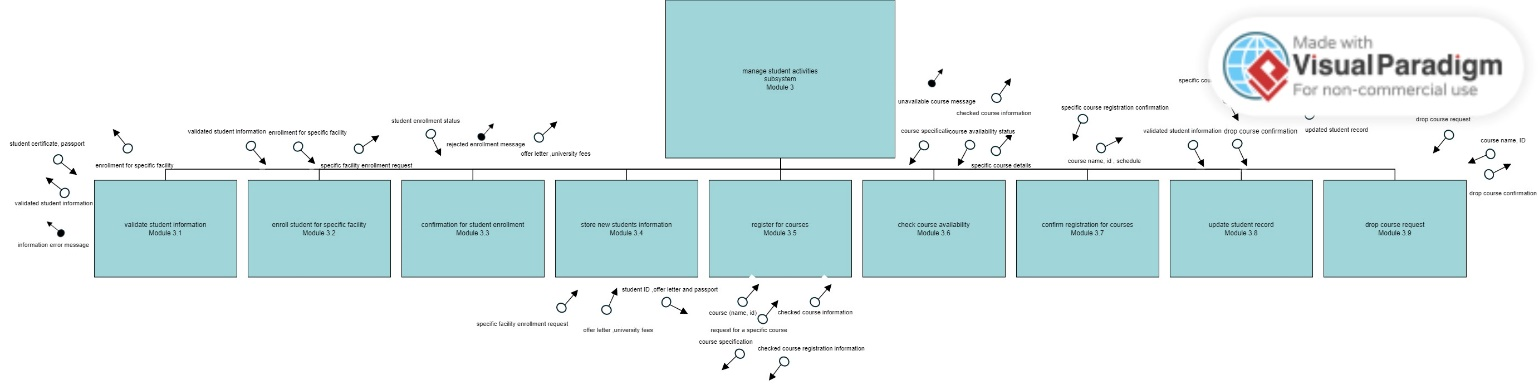 manage student activities
subsystem
Module 3
Made with
VisualParadigm
For non-commercial use
specific
unavailable course message
checked course information
specific course registration confirmation
updated student record
drop course request
student certificate, passport
enrollment for specific facility
validated student information
enrollment for specific facility
specific facility enrollment request
student enrollment status
rejected enrollment message
offer letter ,university fees
course availability status
specific course details
course name, id , schedule
validated student information
drop course confirmation
course name, ID
drop course confirmation
validated student information
information error message
validate student information
Module 3.1
enroll student for specific facility
Module 3.2
confirmation for student enrollment
Module 3.3
store new students information
Module 3.4
register for courses
Module 3.5
check course availability
Module 3.6
confirm registration for courses
Module 3.7
update student record
Module 3.8
drop course request
Module 3.9
specific facility enrollment request
offer letter ,university fees
student ID ,offer letter and passport
course (name, id)
request for a specific course
checked course information
course specification
checked course registration information